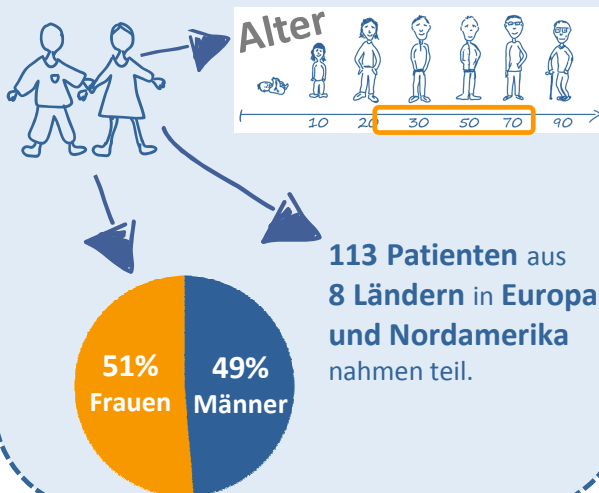 Alter
10 20 30 50 70 90
113 Patienten aus
8 Ländern in Europa
und Nordamerika
nahmen teil.
51% 49%
Frauen Männer